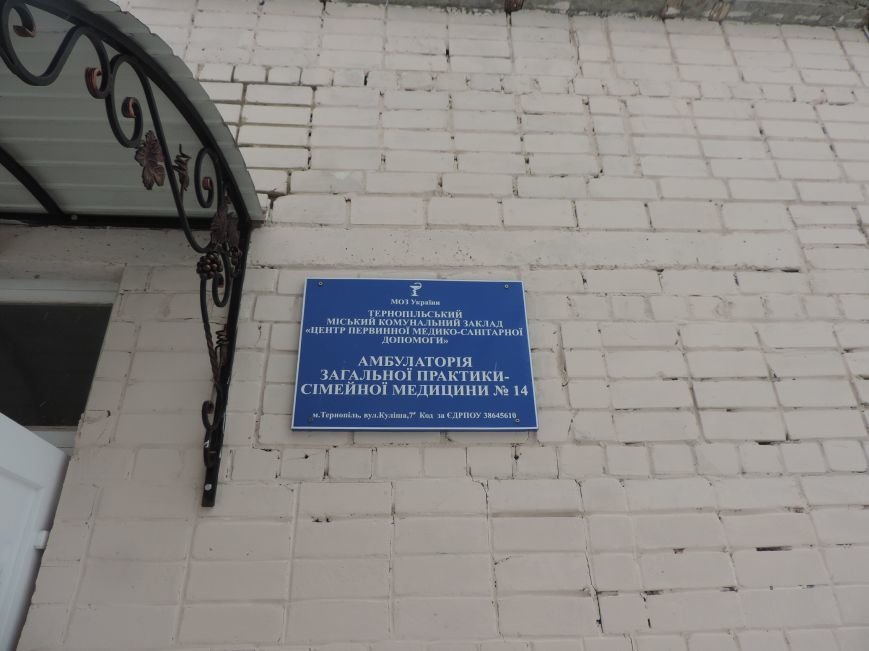 МОЗ України
ТЕРНОПІЛЬСЬКИЙ
МІСЬКИЙ КОМУНАЛЬНИЙ ЗАКЛАД
«ЦЕНТР ПЕРВИННОЇ МЕДИКО-САНІТАРНОЇ
ДОПОМОГИ»
АМБУЛАТОРІЯ
ЗАГАЛЬНОЇ ПРАКТИКИ-
СІМЕЙНОЇ МЕДИЦИНИ № 14
м.Тернопіль, вул.Куліша,7ª Код за ЄДРПОУ 38645610